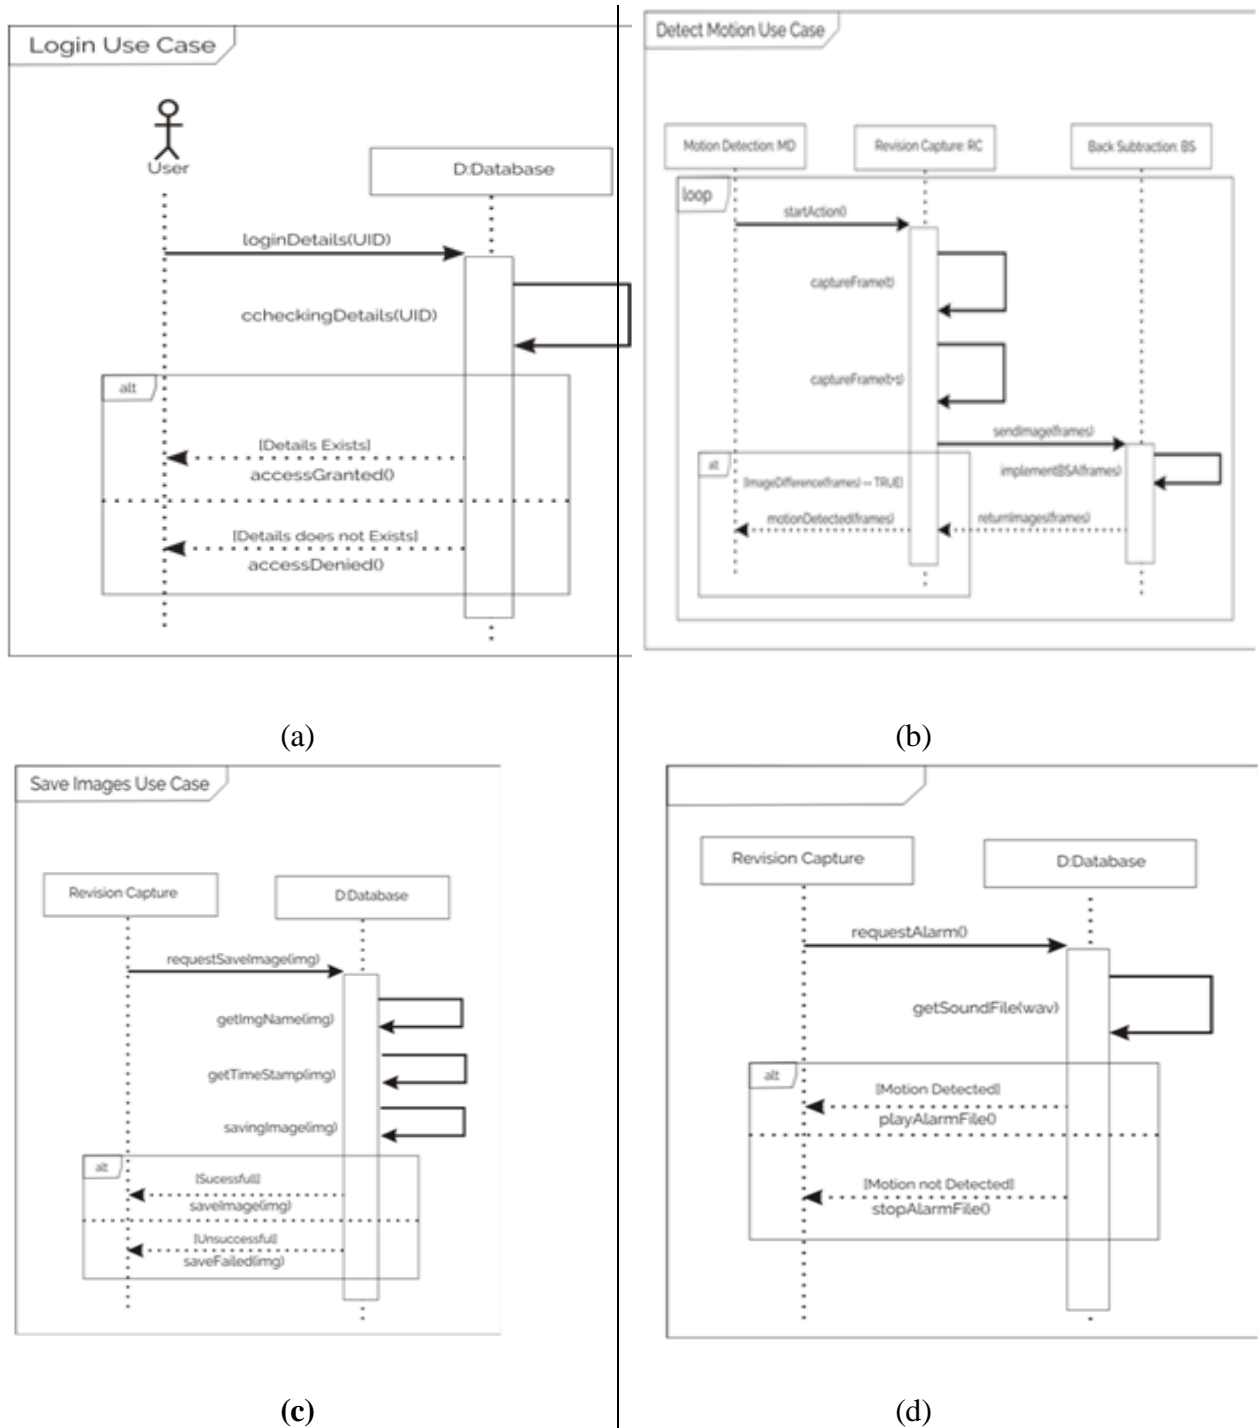 Login Use Case
User
D:Database
loginDetails(UID)
ccheckingDetails(UID)
alt
[Details Exists]
accessGranted()
[Details does not Exists]
accessDenied()
(a)
Detect Motion Use Case
Motion Detection: MD
Revision Capture: RC
Back Subtraction: BS
loop
startAction()
captureFrame(t)
captureFrame(t+1)
sendImage(frames)
implementBSA(frames)
alt
[ImageDifference(frames) == TRUE]
motionDetected(frames)
returnImages(frames)
(b)
Save Images Use Case
Revision Capture
D:Database
requestSaveImage(img)
getImgName(img)
getTimeStamp(img)
savingImage(img)
alt
[Sucessfull]
saveImage(img)
[Unsuccessful]
saveFailed(img)
(c)
Revision Capture
D:Database
requestAlarm()
getSoundFile(wav)
alt
[Motion Detected]
playAlarmFile()
[Motion not Detected]
stopAlarmFile()
(d)